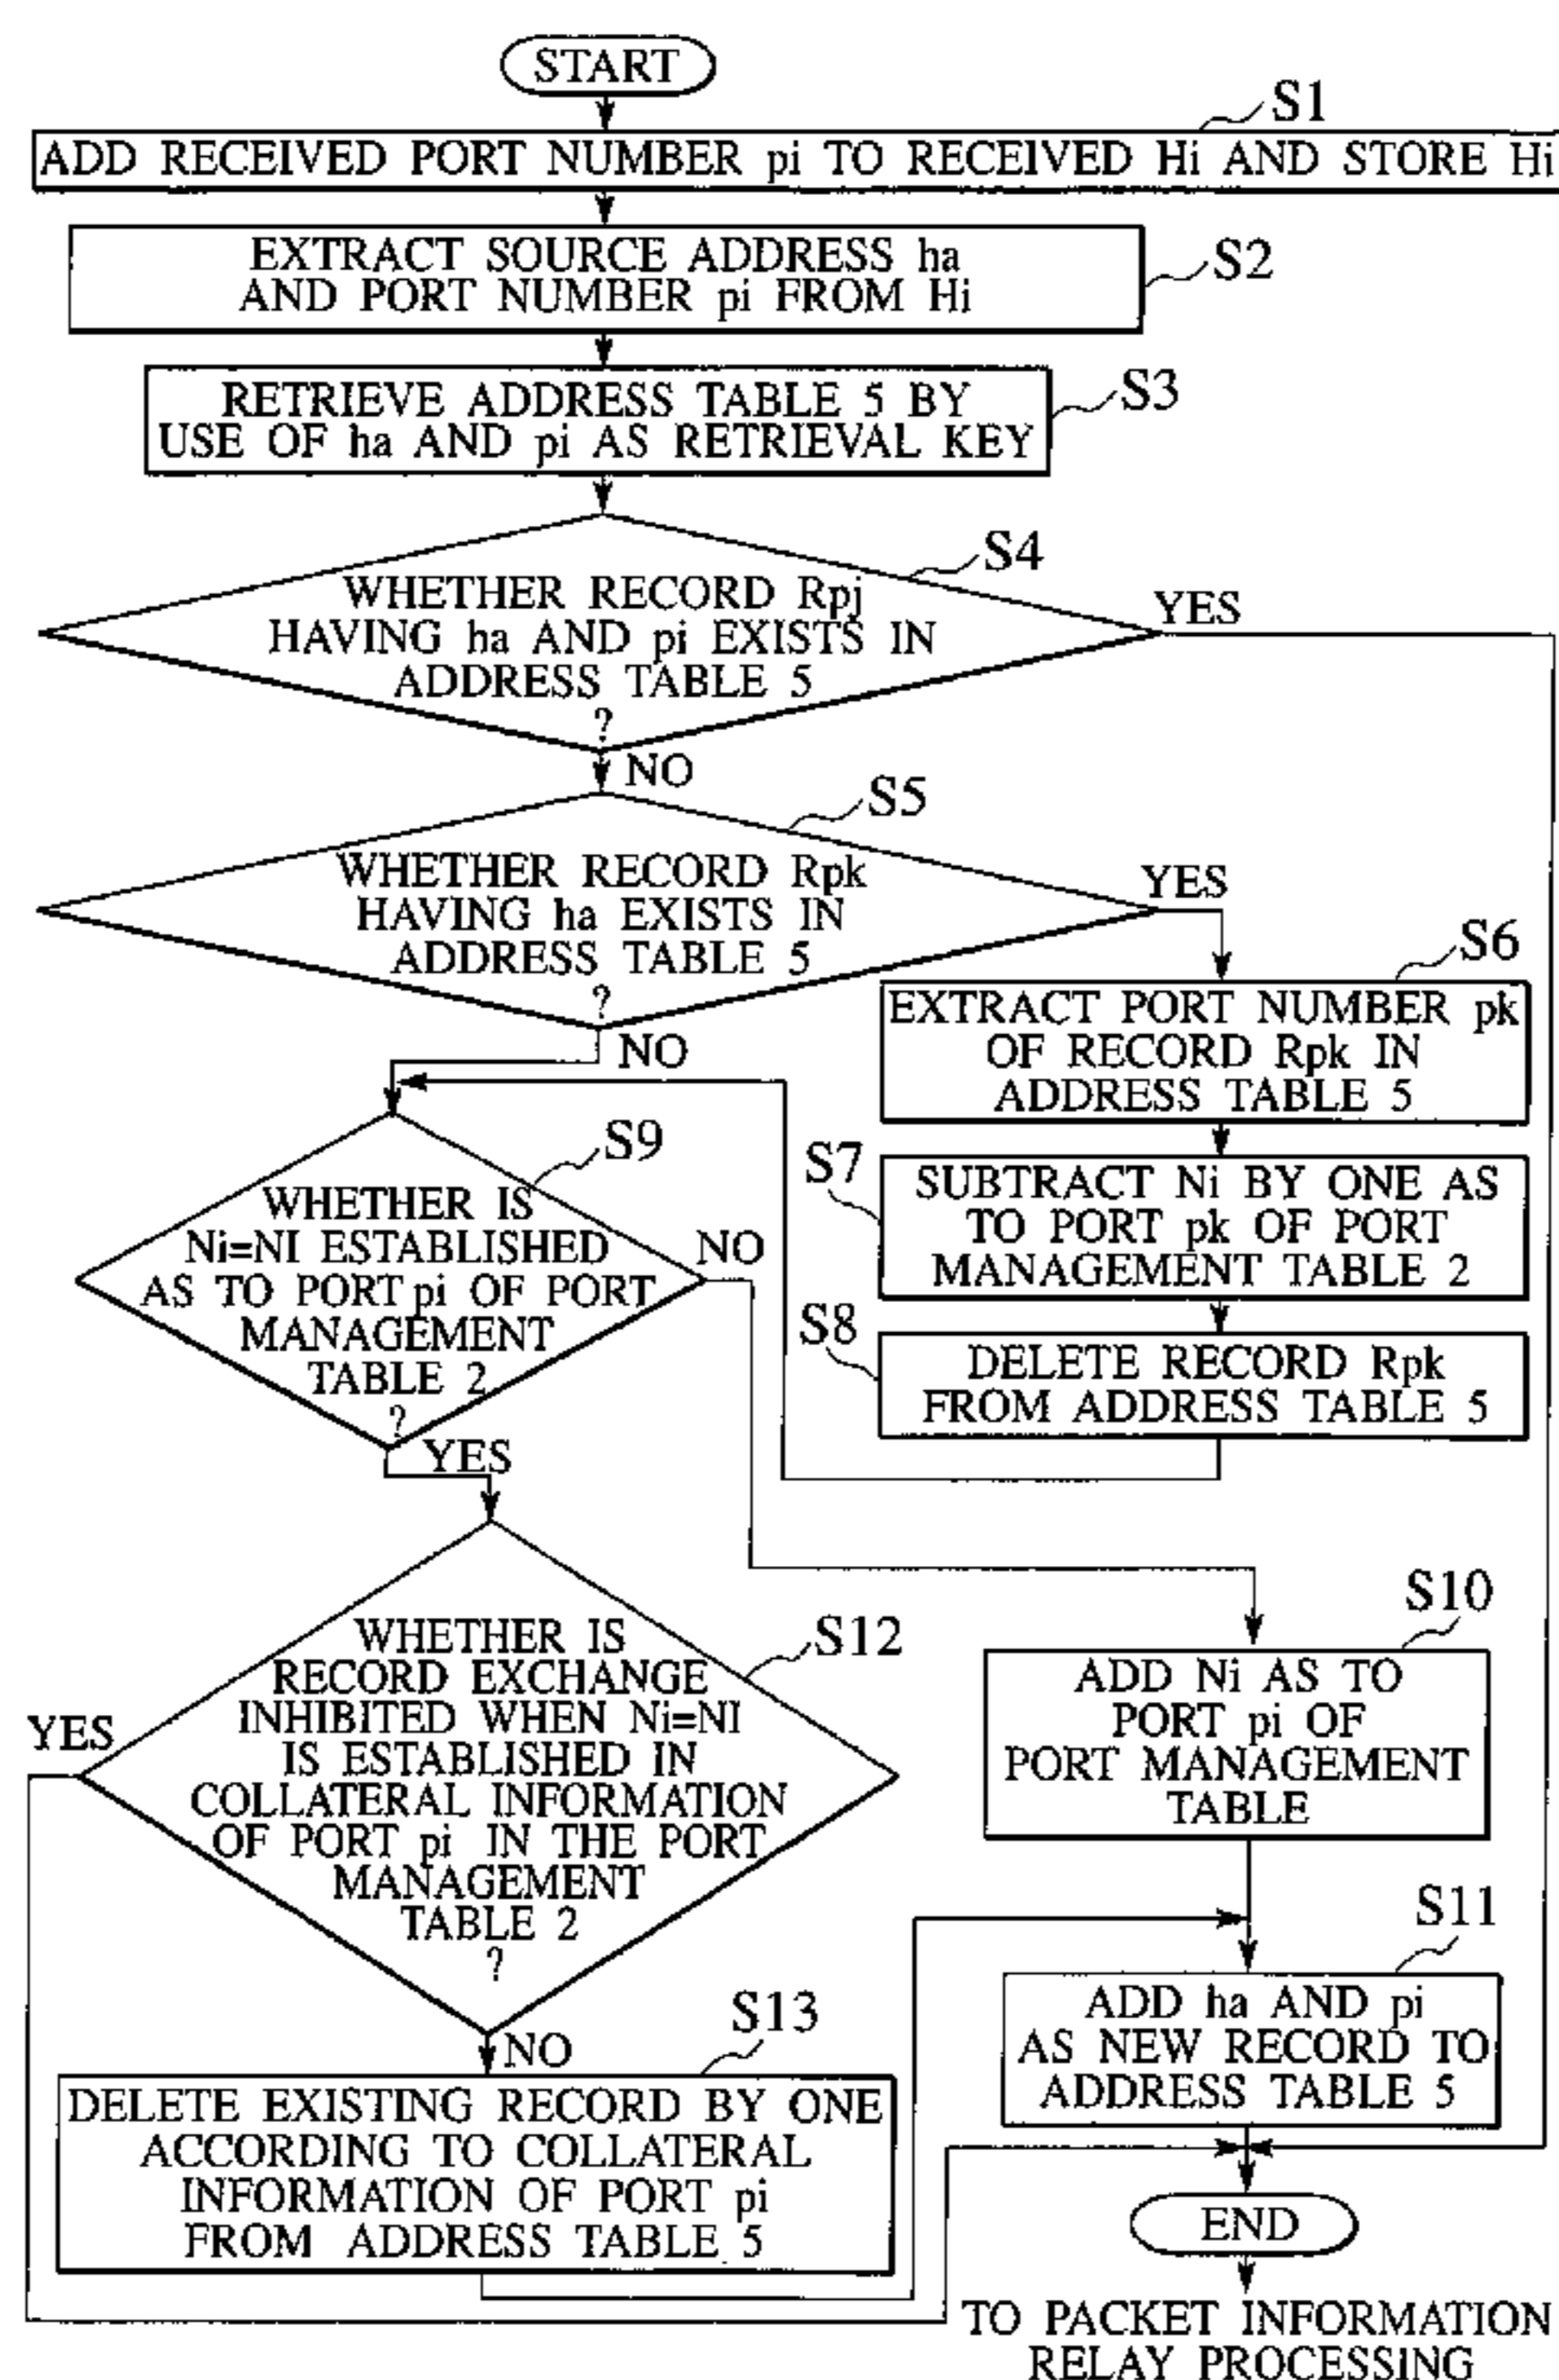 START
S1
ADD RECEIVED PORT NUMBER pi TO RECEIVED Hi AND STORE Hi
EXTRACT SOURCE ADDRESS ha
AND PORT NUMBER pi FROM Hi
S2
RETRIEVE ADDRESS TABLE 5 BY
USE OF ha AND pi AS RETRIEVAL KEY
S3
S4
WHETHER RECORD Rpj
HAVING ha AND pi EXISTS IN
ADDRESS TABLE 5
?
YES
NO
S5
WHETHER RECORD Rpk
HAVING ha EXISTS IN
ADDRESS TABLE 5
?
YES
NO
S6
EXTRACT PORT NUMBER pk
OF RECORD Rpk IN
ADDRESS TABLE 5
S7
SUBTRACT Ni BY ONE AS
TO PORT pk OF PORT
MANAGEMENT TABLE 2
S8
DELETE RECORD Rpk
FROM ADDRESS TABLE 5
S9
WHETHER IS
Ni=NI ESTABLISHED
AS TO PORT pi OF PORT
MANAGEMENT
TABLE 2
?
NO
YES
S10
ADD Ni AS TO
PORT pi OF
PORT MANAGEMENT
TABLE
S12
WHETHER IS
RECORD EXCHANGE
INHIBITED WHEN Ni=NI
IS ESTABLISHED IN
COLLATERAL INFORMATION
OF PORT pi IN THE PORT
MANAGEMENT
TABLE 2
?
YES
NO
S11
ADD ha AND pi
AS NEW RECORD TO
ADDRESS TABLE 5
S13
DELETE EXISTING RECORD BY ONE
ACCORDING TO COLLATERAL
INFORMATION OF PORT pi
FROM ADDRESS TABLE 5
END
TO PACKET INFORMATION
RELAY PROCESSING